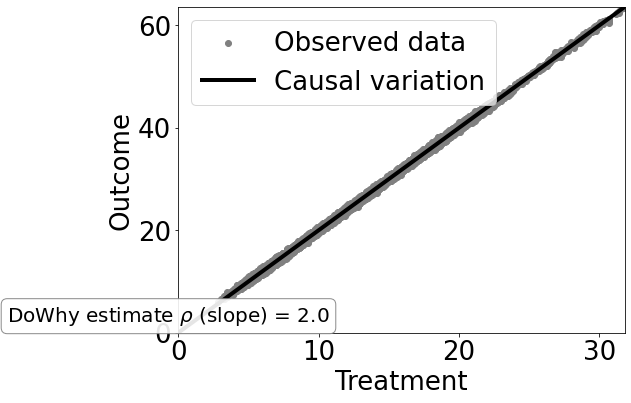 60
40
20
0
Outcome
Observed data
Causal variation
DoWhy estimate ρ (slope) = 2.0
0 10 20 30
Treatment